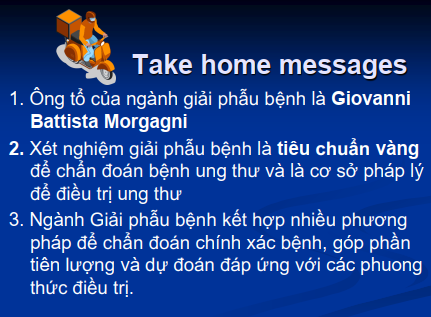 Take home messages
1. Ông tổ của ngành giải phẫu bệnh là Giovanni
Battista Morgagni
2. Xét nghiệm giải phẫu bệnh là tiêu chuẩn vàng
để chẩn đoán bệnh ung thư và là cơ sở pháp lý
để điều trị ung thư
3. Ngành Giải phẫu bệnh kết hợp nhiều phương
pháp để chẩn đoán chính xác bệnh, góp phần
tiên lượng và dự đoán đáp ứng với các phuong
thức điều trị.